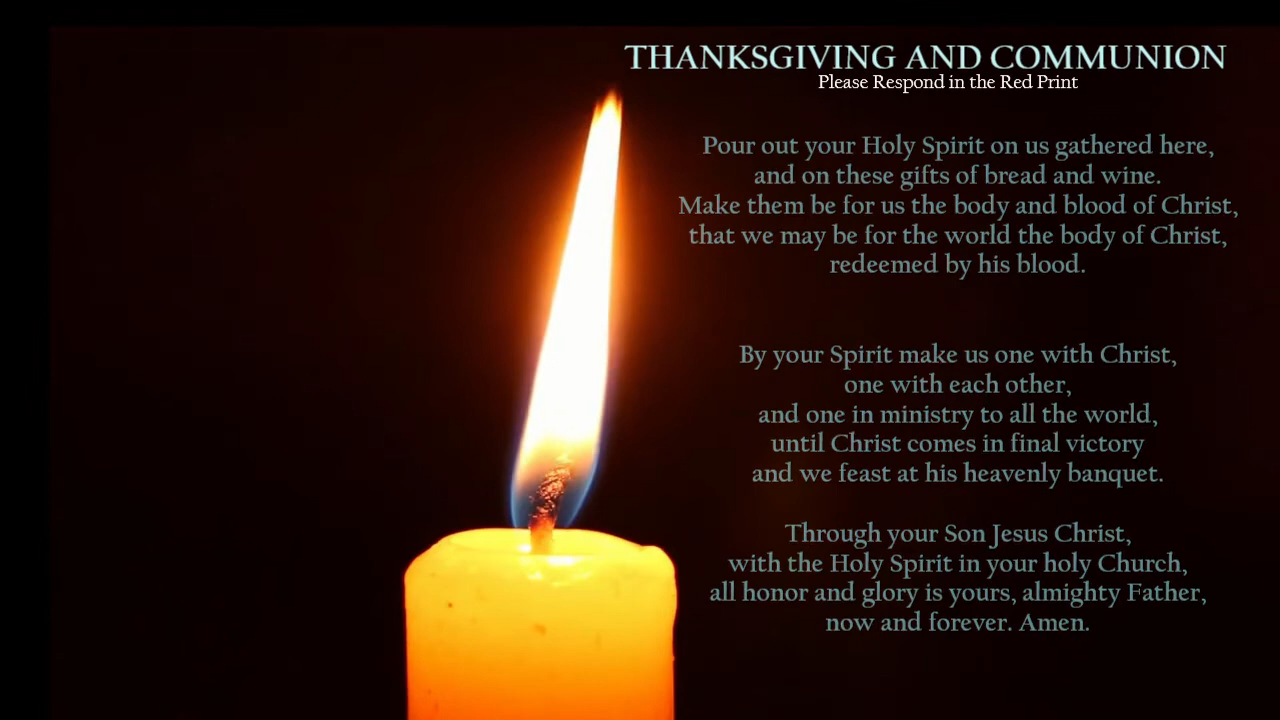 THANKSGIVING AND COMMUNION
Please Respond in the Red Print
Pour out your Holy Spirit on us gathered here,
and on these gifts of bread and wine.
Make them be for us the body and blood of Christ,
that we may be for the world the body of Christ,
redeemed by his blood.
By your Spirit make us one with Christ,
one with each other,
and one in ministry to all the world,
until Christ comes in final victory
and we feast at his heavenly banquet.
Through your Son Jesus Christ,
with the Holy Spirit in your holy Church,
all honor and glory is yours, almighty Father,
now and forever. Amen.